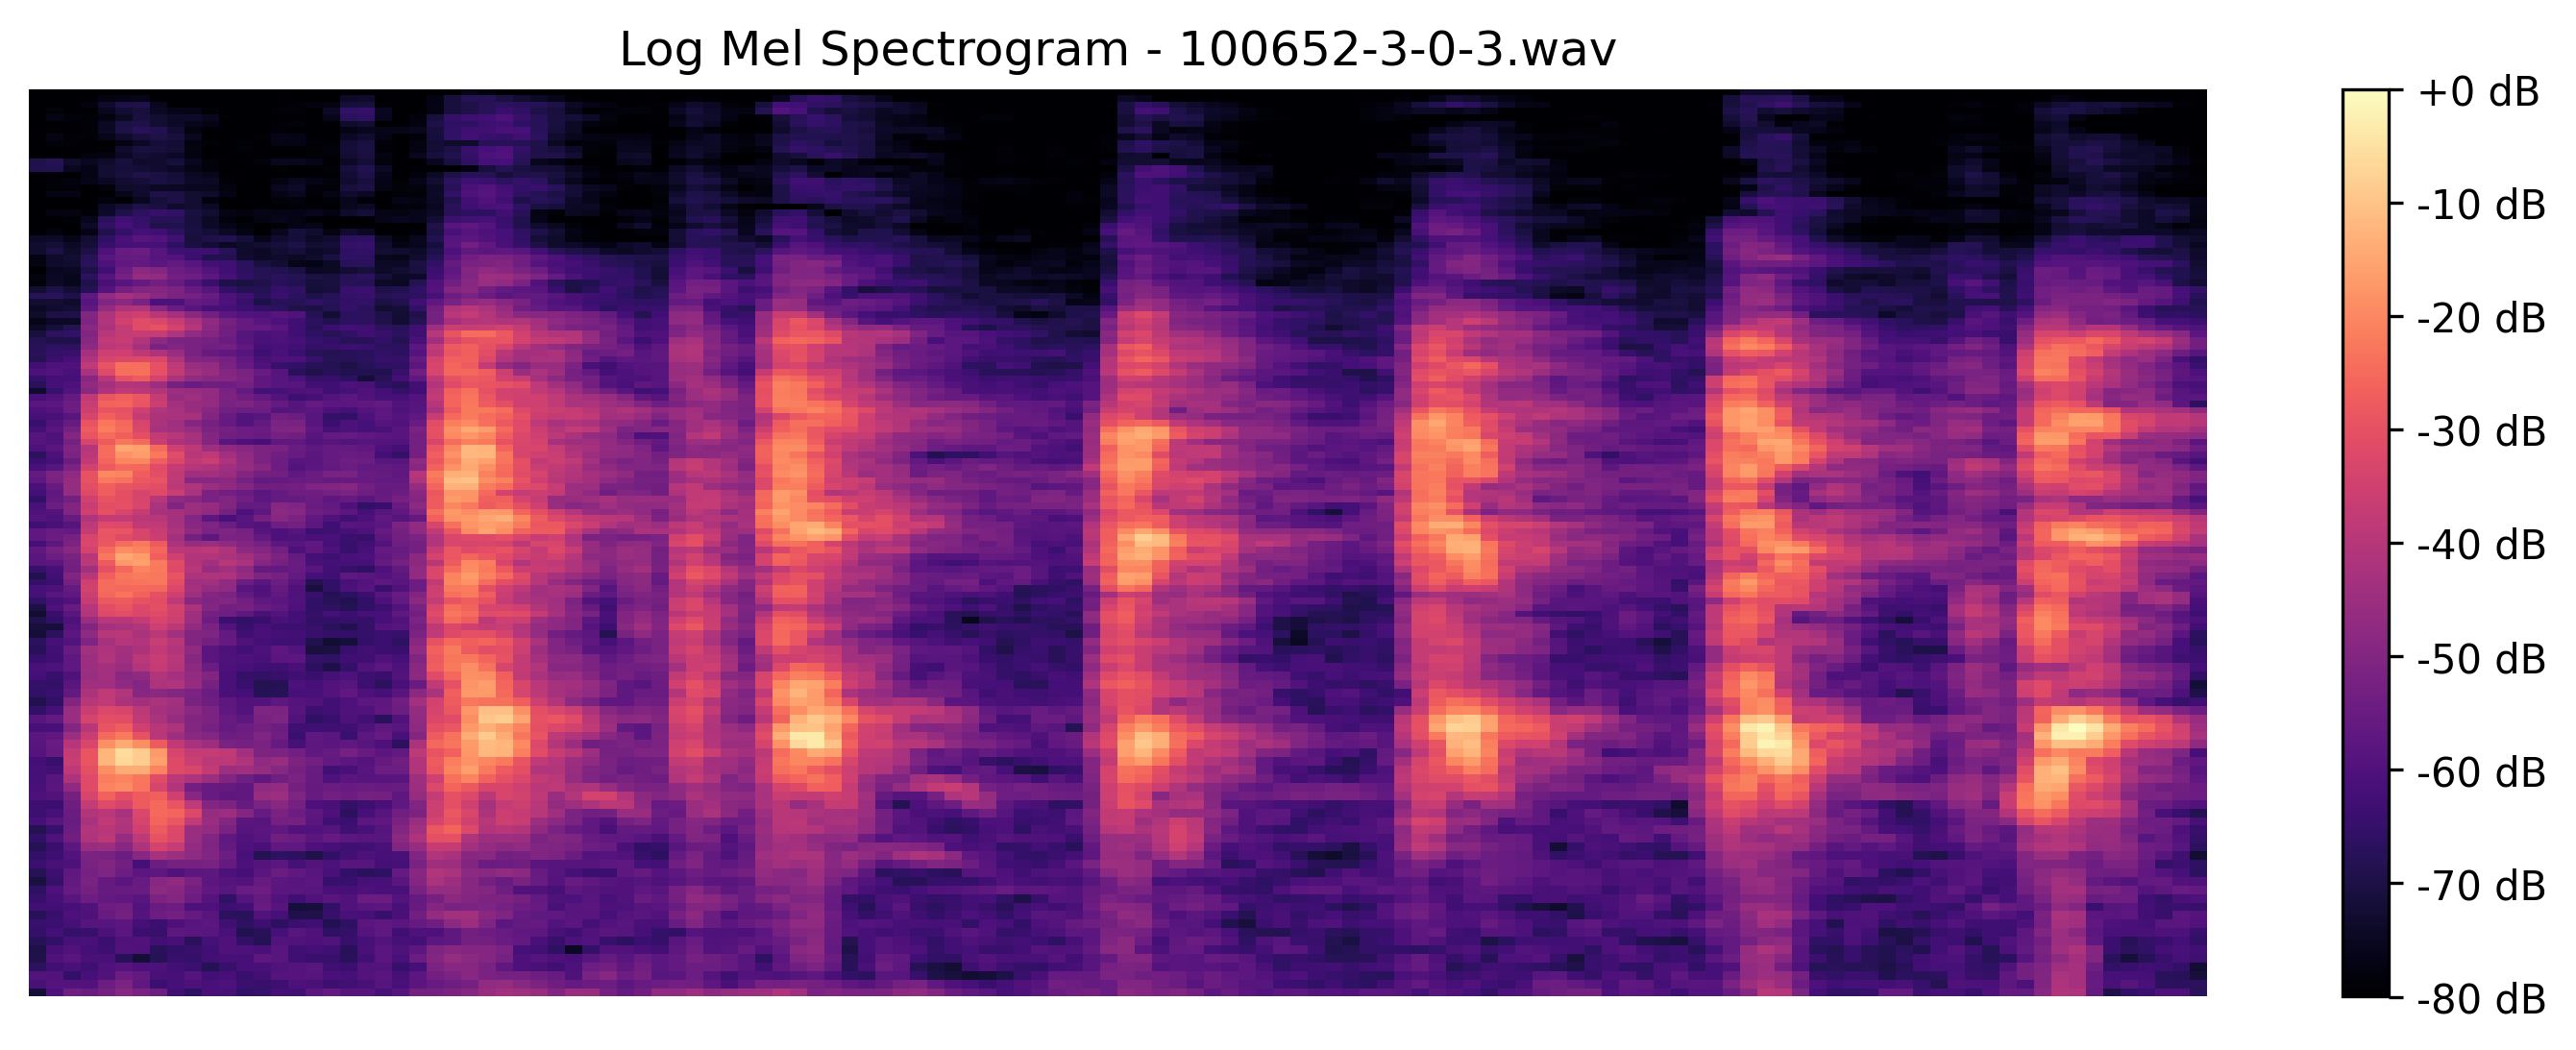 Log Mel Spectrogram - 100652-3-0-3.wav
+0 dB
-10 dB
-20 dB
-30 dB
-40 dB
-50 dB
-60 dB
-70 dB
-80 dB